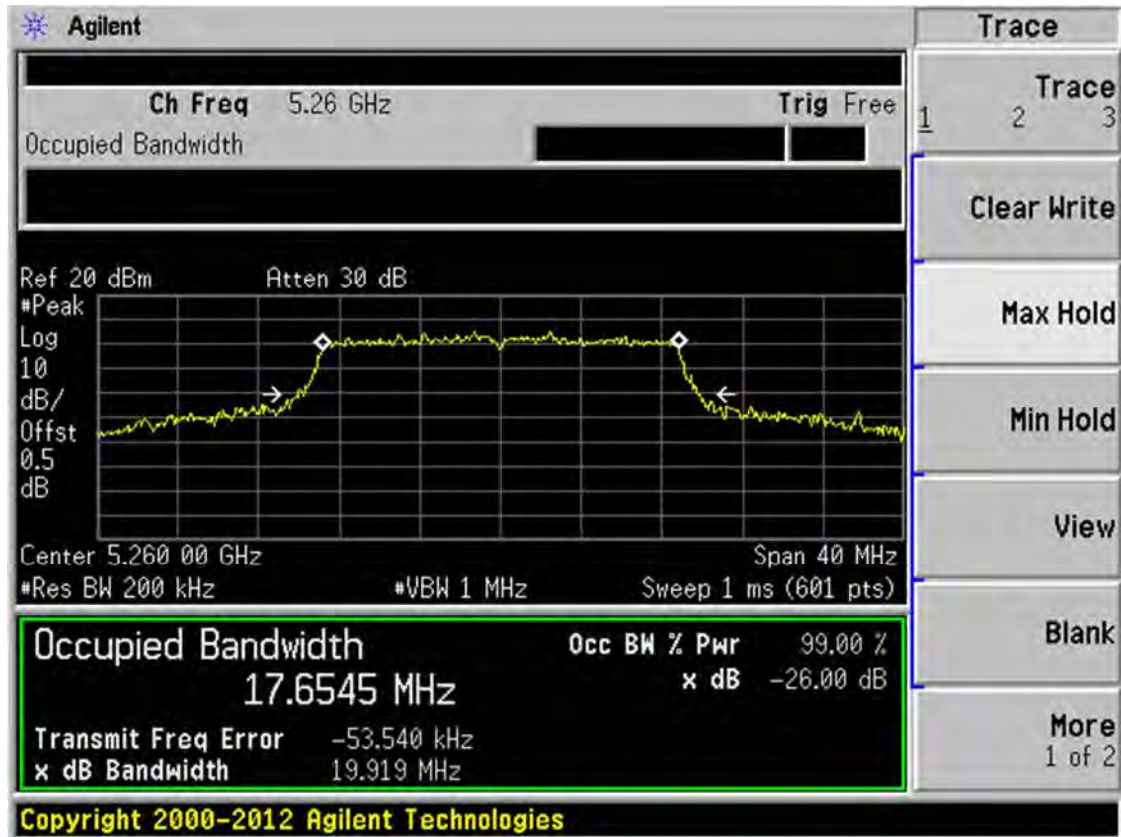 Agilent
Trace
Ch Freq 5.26 GHz Trig Free
Occupied Bandwidth
Trace
1 2 3
Clear Write
Max Hold
Min Hold
View
Blank
More
1 of 2
Ref 20 dBm Atten 30 dB
#Peak
Log
10
dB/
Offst
0.5
dB
Center 5.260 00 GHz Span 40 MHz
#Res BW 200 kHz #VBW 1 MHz Sweep 1 ms (601 pts)
Occupied Bandwidth Occ BW % Pwr 99.00 %
17.6545 MHz x dB -26.00 dB
Transmit Freq Error -53.540 kHz
x dB Bandwidth 19.919 MHz
Copyright 2000-2012 Agilent Technologies